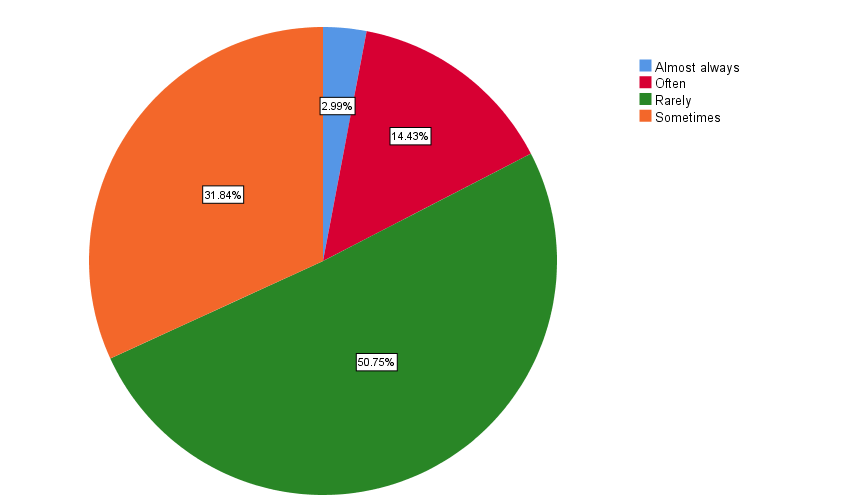 Almost always
Often
Rarely
Sometimes
2.99%
14.43%
31.84%
50.75%